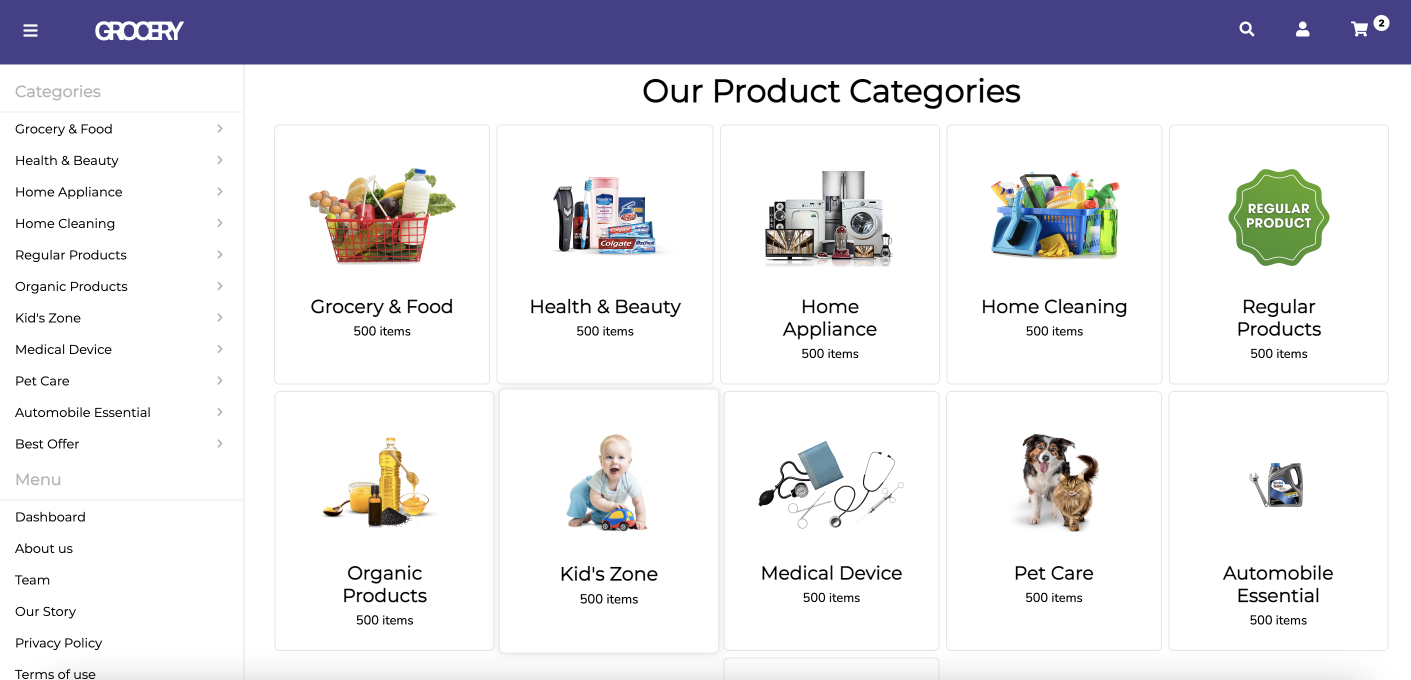 GROCERY
2
Categories
Grocery & Food
Health & Beauty
Home Appliance
Home Cleaning
Regular Products
Organic Products
Kid's Zone
Medical Device
Pet Care
Automobile Essential
Best Offer
Menu
Dashboard
About us
Team
Our Story
Privacy Policy
Terms of use
Our Product Categories
Grocery & Food
500 items
Colgate
Health & Beauty
500 items
Home
Appliance
500 items
Home Cleaning
500 items
REGULAR
PRODUCT
Regular
Products
500 items
Organic
Products
500 items
Kid's Zone
500 items
Medical Device
500 items
Pet Care
500 items
Automobile
Essential
500 items